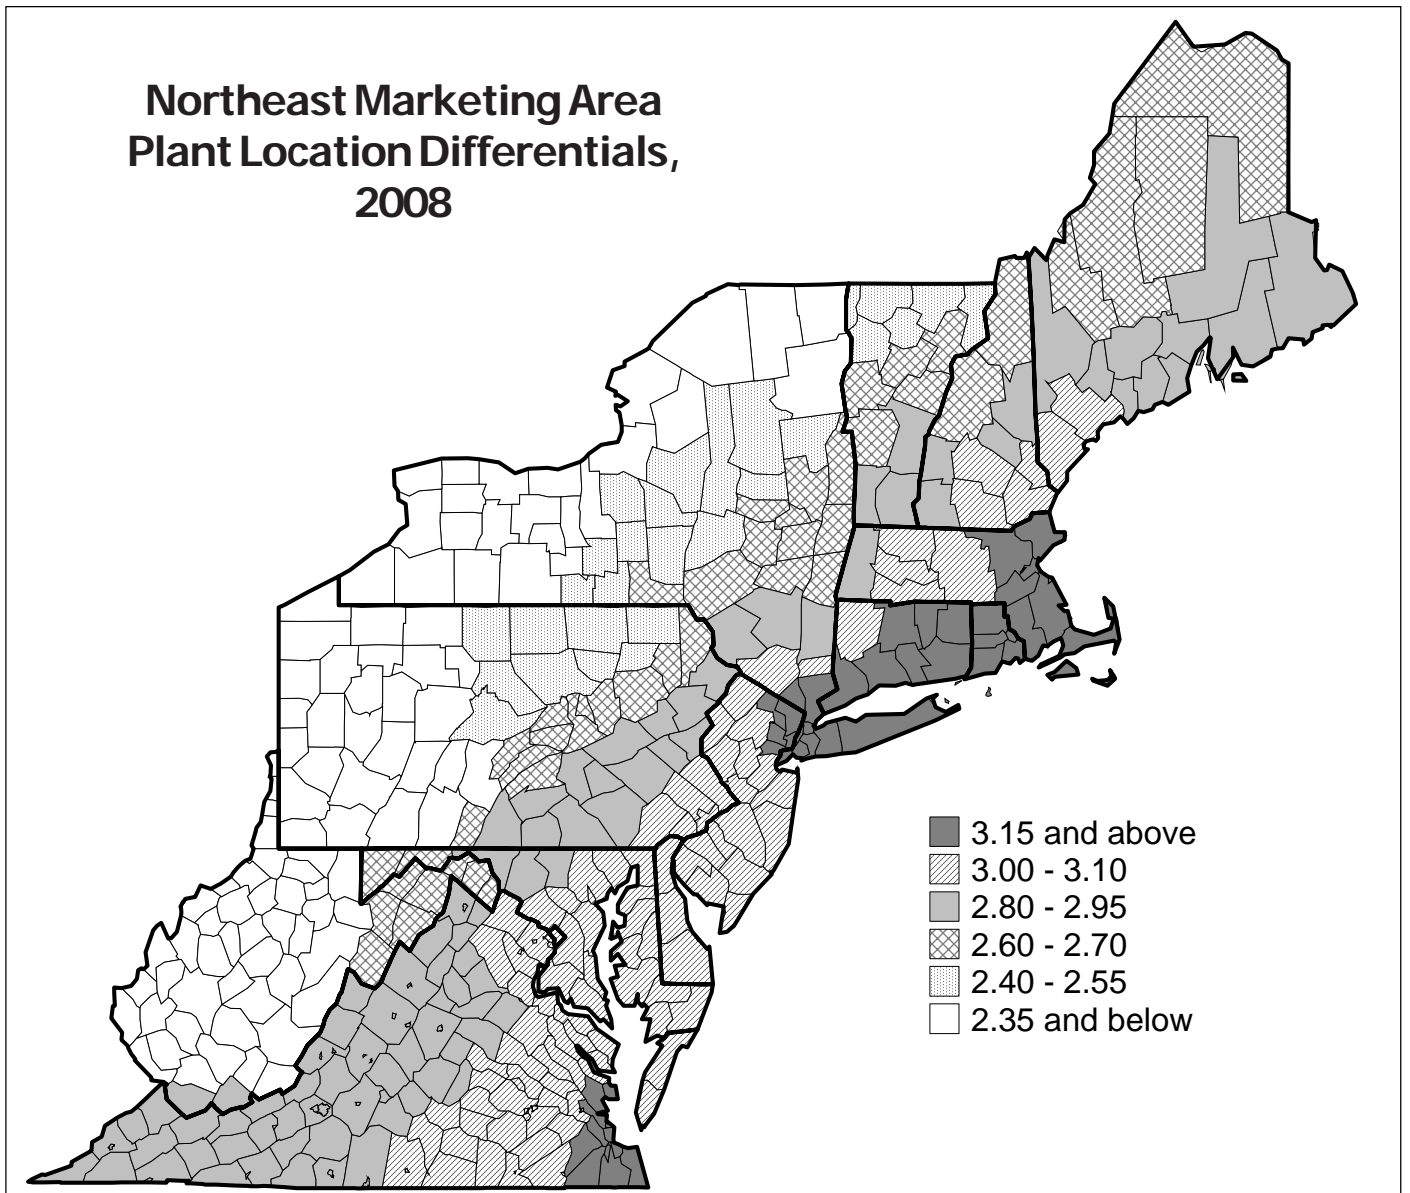 Northeast Marketing Area
Plant Location Differentials,
2008
3.15 and above
3.00 - 3.10
2.80 - 2.95
2.60 - 2.70
2.40 - 2.55
2.35 and below